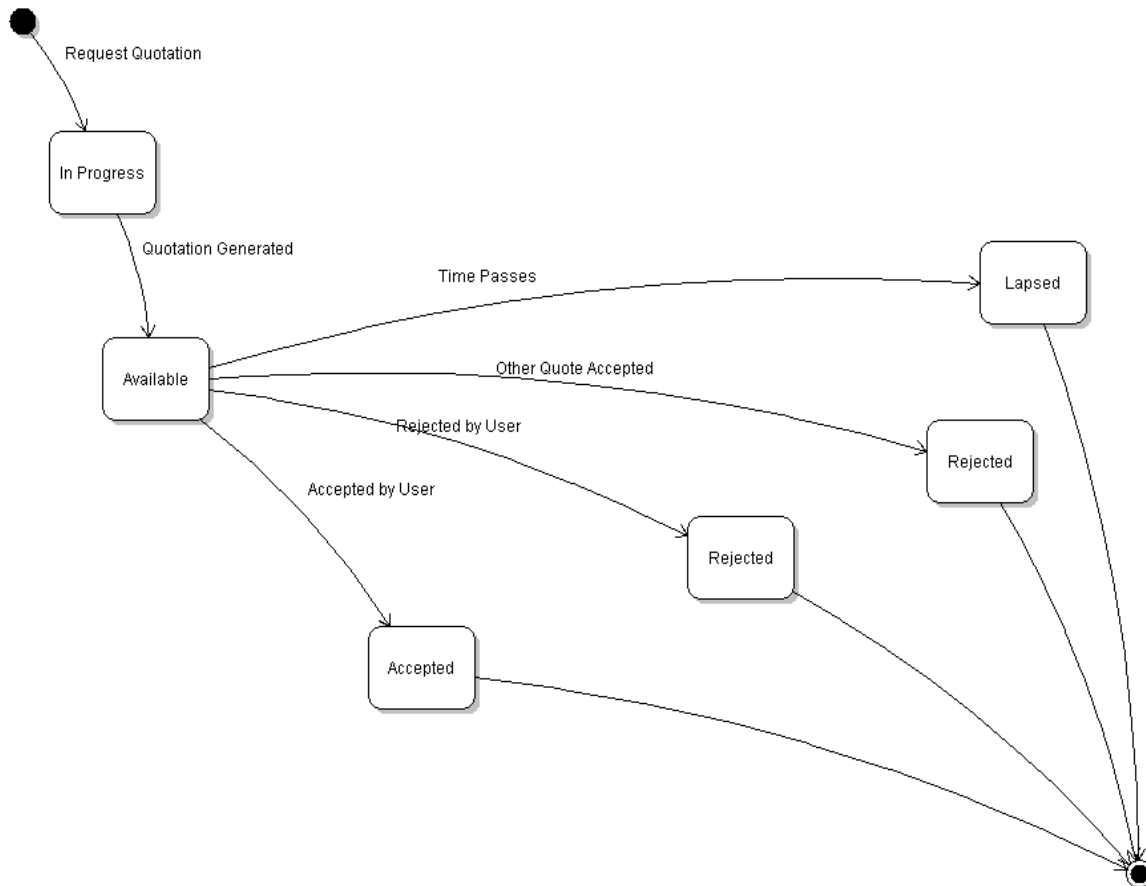 Request Quotation
In Progress
Quotation Generated
Time Passes
Lapsed
Available
Other Quote Accepted
Rejected by User
Rejected
Accepted by User
Rejected
Accepted